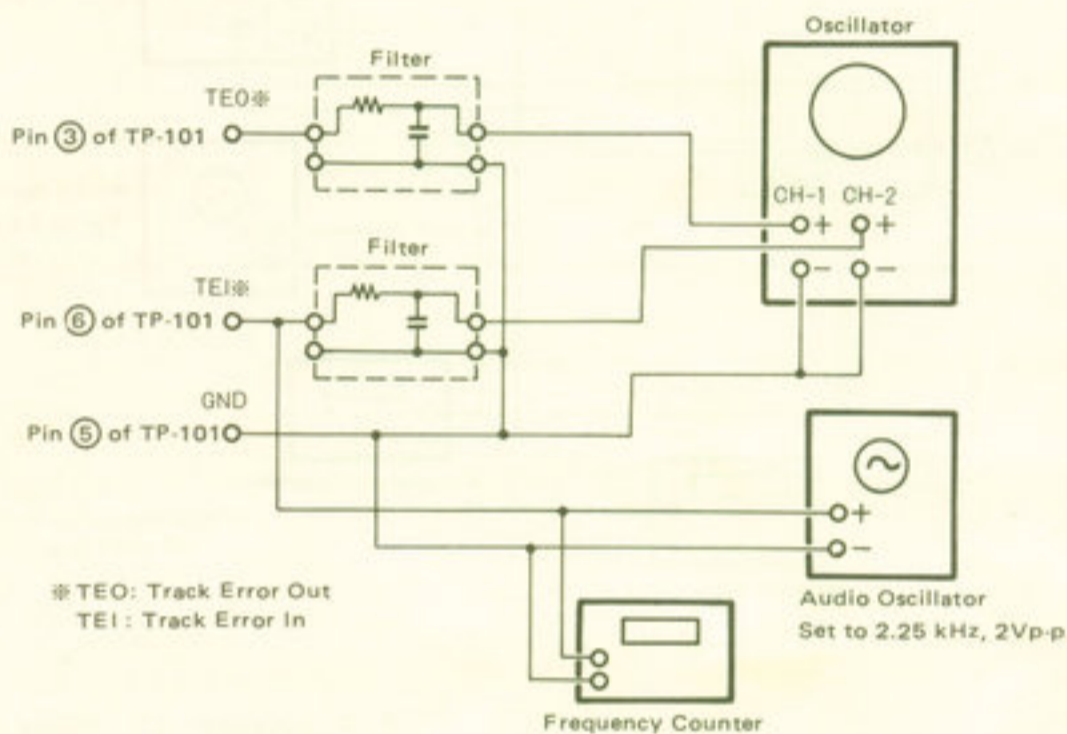 Oscillator
Filter
TEO※
Pin ③ of TP-101
CH-1 CH-2
+ +
− −
Filter
TEI※
Pin ⑥ of TP-101
GND
Pin ⑤ of TP-101
+
−
※ TEO: Track Error Out
TEI : Track Error In
Audio Oscillator
Set to 2.25 kHz, 2Vp-p
Frequency Counter